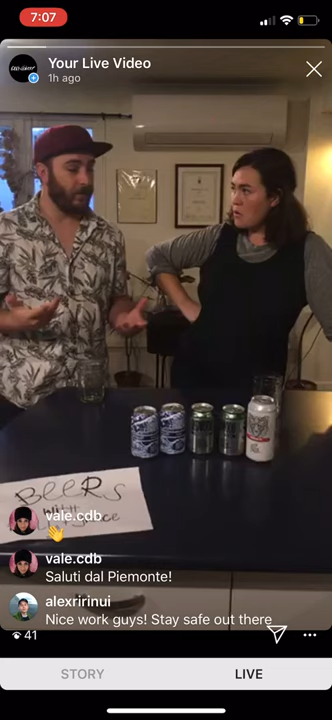 7:07
Your Live Video
1h ago
BEERS
with
vale.cdb
👋
vale.cdb
Saluti dal Piemonte!
alexririnui
Nice work guys! Stay safe out there
41
STORY
LIVE